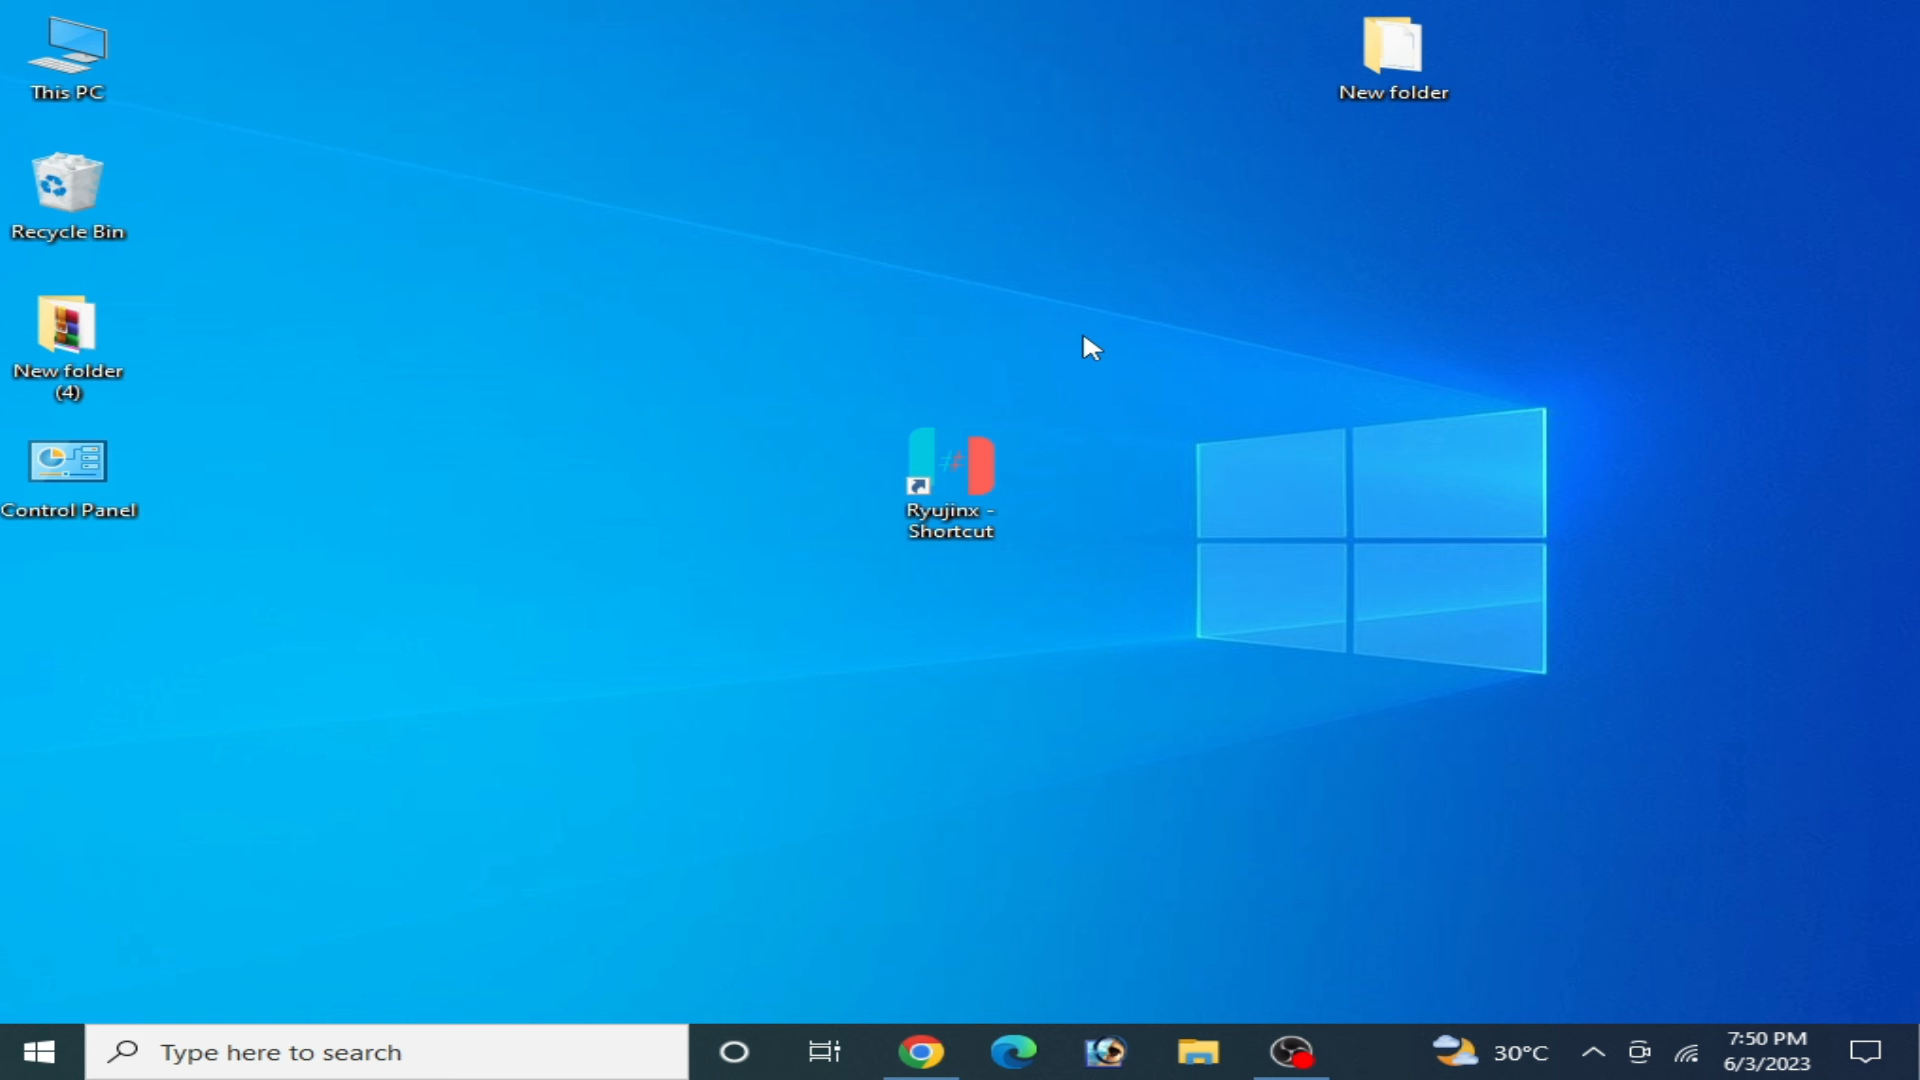 This PC
New folder
Recycle Bin
New folder
(4)
Control Panel
Ryujinx -
Shortcut
Type here to search
30°C
7:50 PM
6/3/2023